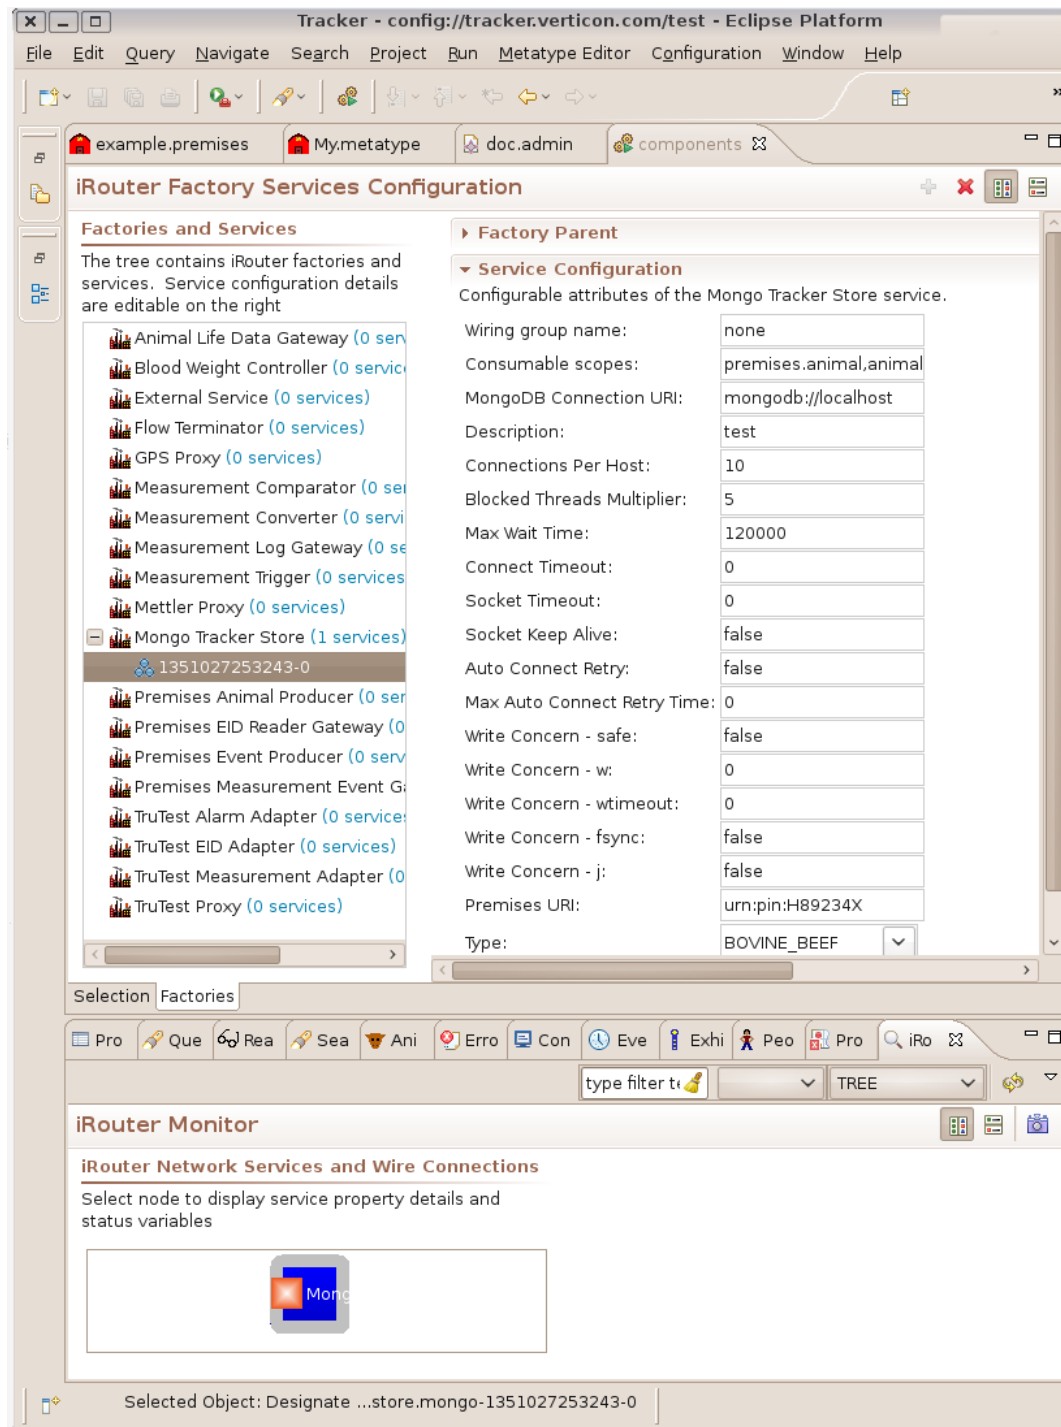 Tracker - config://tracker.verticon.com/test - Eclipse Platform
File Edit Query Navigate Search Project Run Metatype Editor Configuration Window Help
example.premises My.metatype doc.admin components
iRouter Factory Services Configuration
Factories and Services
The tree contains iRouter factories and
services. Service configuration details
are editable on the right
Animal Life Data Gateway (0 serv
Blood Weight Controller (0 service
External Service (0 services)
Flow Terminator (0 services)
GPS Proxy (0 services)
Measurement Comparator (0 ser
Measurement Converter (0 servi
Measurement Log Gateway (0 se
Measurement Trigger (0 services
Mettler Proxy (0 services)
Mongo Tracker Store (1 services)
1351027253243-0
Premises Animal Producer (0 ser
Premises EID Reader Gateway (0
Premises Event Producer (0 serv
Premises Measurement Event Ga
TruTest Alarm Adapter (0 services
TruTest EID Adapter (0 services)
TruTest Measurement Adapter (0
TruTest Proxy (0 services)
Factory Parent
Service Configuration
Configurable attributes of the Mongo Tracker Store service.
Wiring group name: none
Consumable scopes: premises.animal,animal
MongoDB Connection URI: mongodb://localhost
Description: test
Connections Per Host: 10
Blocked Threads Multiplier: 5
Max Wait Time: 120000
Connect Timeout: 0
Socket Timeout: 0
Socket Keep Alive: false
Auto Connect Retry: false
Max Auto Connect Retry Time: 0
Write Concern - safe: false
Write Concern - w: 0
Write Concern - wtimeout: 0
Write Concern - fsync: false
Write Concern - j: false
Premises URI: urn:pin:H89234X
Type: BOVINE_BEEF
Selection Factories
Pro Que Rea Sea Ani Erro Con Eve Exhi Peo Pro iRo
type filter te TREE
iRouter Monitor
iRouter Network Services and Wire Connections
Select node to display service property details and
status variables
Mong
Selected Object: Designate ...store.mongo-1351027253243-0